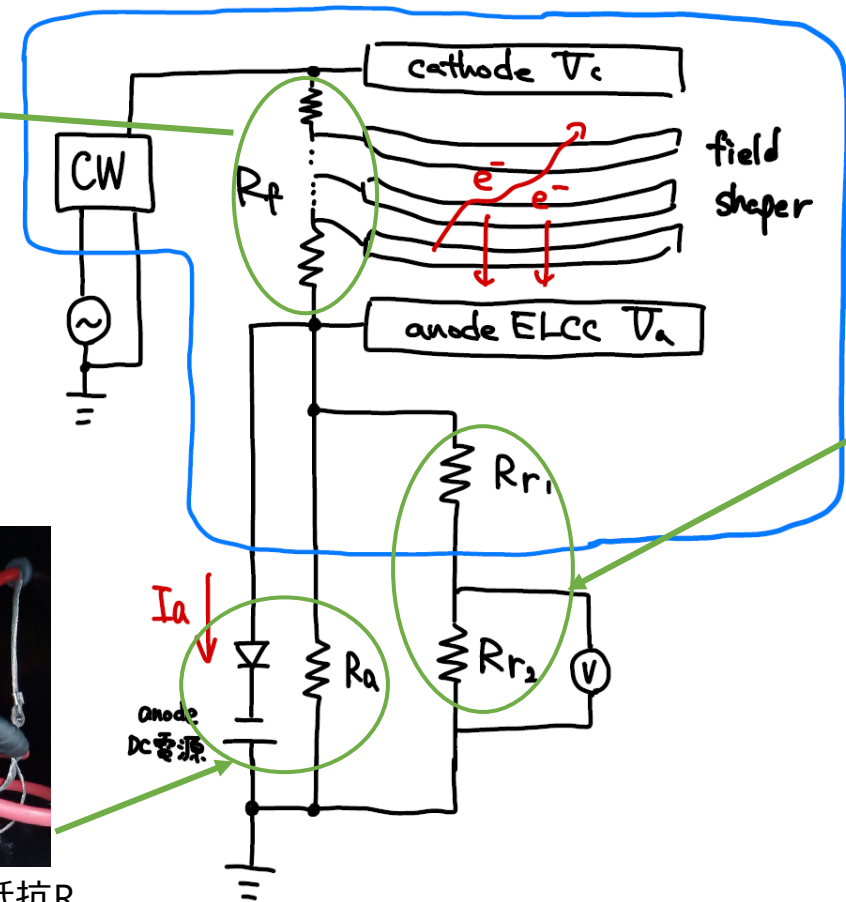 cathode Vc
CW
Rf
e⁻
e⁻
field
shaper
~
anode ELCC Va
Rr₁
Ia
Ra
Rr₂
V
anode
DC電源
抵抗R